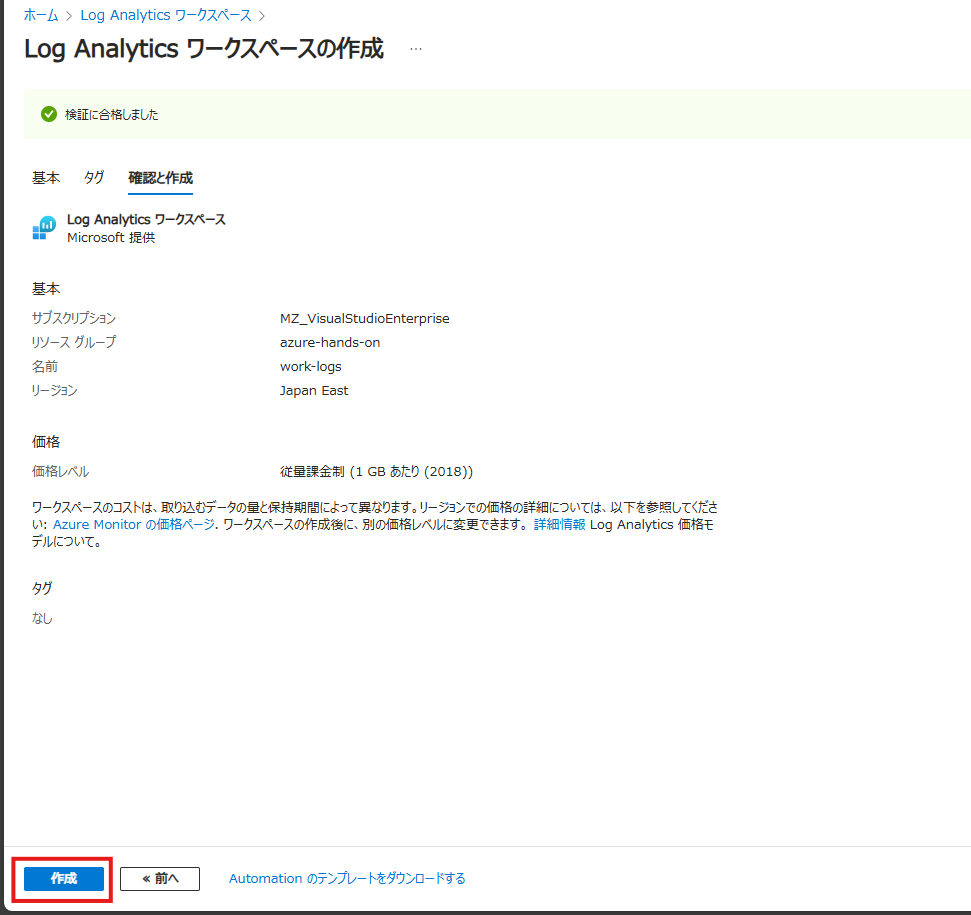 ホーム > Log Analytics ワークスペース >
Log Analytics ワークスペースの作成 …
検証に合格しました
基本 タグ 確認と作成
Log Analytics ワークスペース
Microsoft 提供
基本
サブスクリプション MZ_VisualStudioEnterprise
リソース グループ azure-hands-on
名前 work-logs
リージョン Japan East
価格
価格レベル 従量課金制 (1 GB あたり (2018))
ワークスペースのコストは、取り込むデータの量と保持期間によって異なります。リージョンでの価格の詳細については、以下を参照してくださ
い: Azure Monitor の価格ページ. ワークスペースの作成後に、別の価格レベルに変更できます。 詳細情報 Log Analytics 価格モ
デルについて。
タグ
なし
作成 « 前へ Automation のテンプレートをダウンロードする